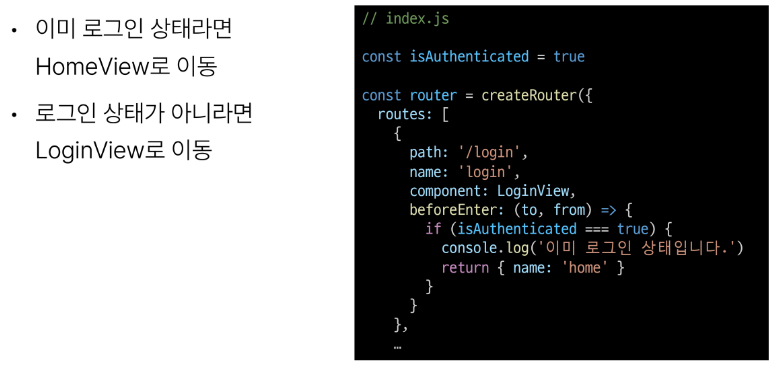 • 이미 로그인 상태라면
HomeView로 이동
• 로그인 상태가 아니라면
LoginView로 이동
// index.js
const isAuthenticated = true
const router = createRouter({
  routes: [
    {
      path: '/login',
      name: 'login',
      component: LoginView,
      beforeEnter: (to, from) => {
        if (isAuthenticated === true) {
          console.log('이미 로그인 상태입니다.')
          return { name: 'home' }
        }
      }
    },
    …